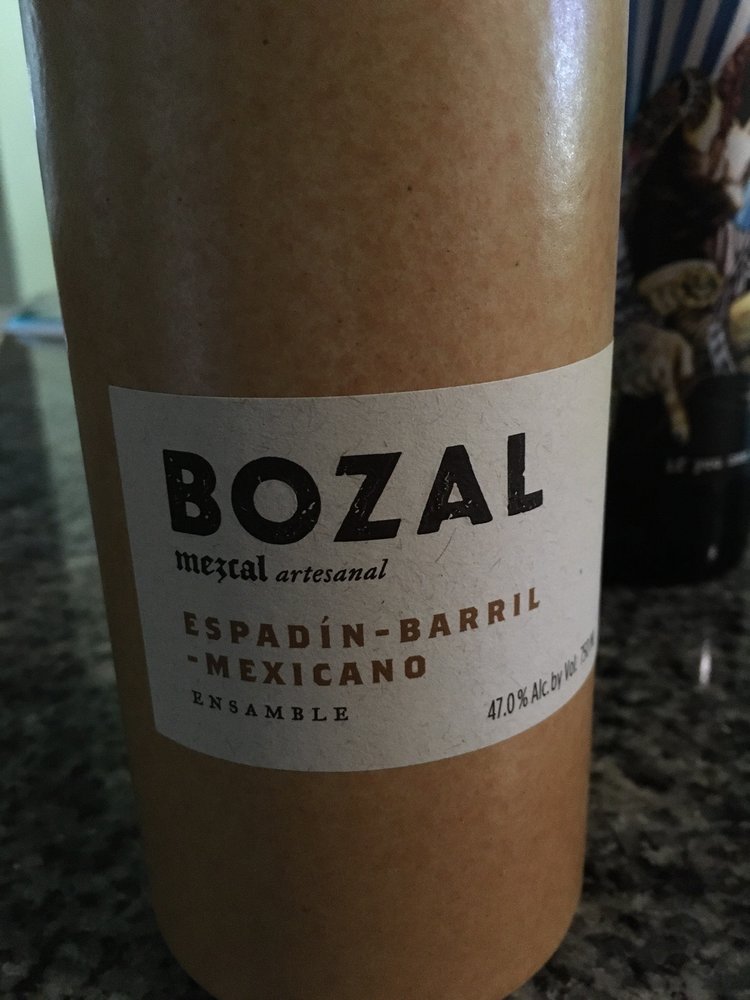 BOZAL
mezcal artesanal
ESPADÍN-BARRIL
-MEXICANO
ENSAMBLE
47.0% Alc. by Vol.